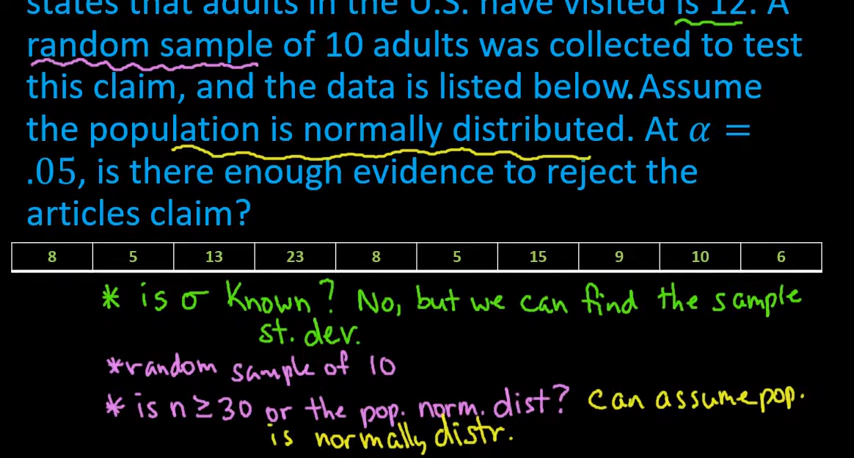 states that adults in the U.S. have visited is 12. A
random sample of 10 adults was collected to test
this claim, and the data is listed below. Assume
the population is normally distributed. At α =
.05, is there enough evidence to reject the
articles claim?
8 5 13 23 8 5 15 9 10 6
* is σ known? No, but we can find the sample
st. dev.
*random sample of 10
* is n ≥ 30 or the pop. norm. dist? can assume pop.
is normally distr.